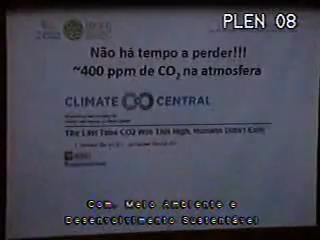 PLEN 08
Não há tempo a perder!!!
~400 ppm de CO2 na atmosfera
CLIMATE CENTRAL
The Last Time CO2 Was This High, Humans Didn't Exist
Com. Meio Ambiente e
Desenvolvimento Sustentável